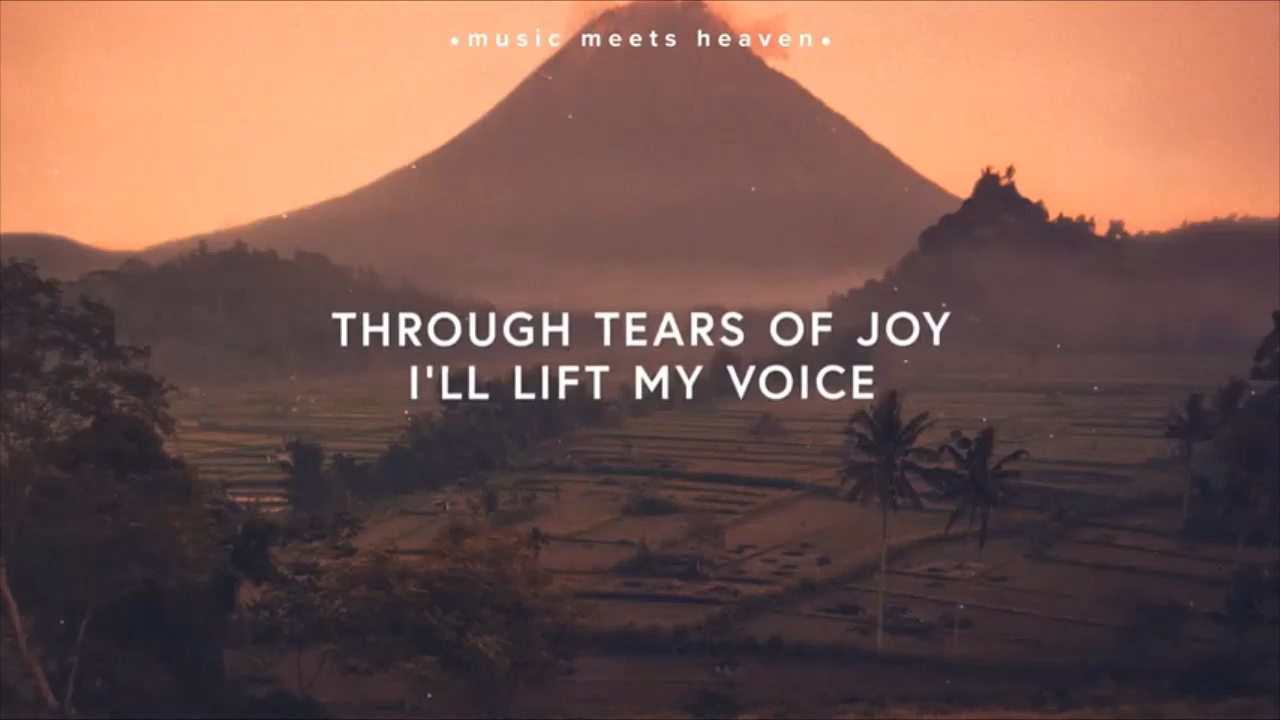 •music meets heaven•
THROUGH TEARS OF JOY
I'LL LIFT MY VOICE